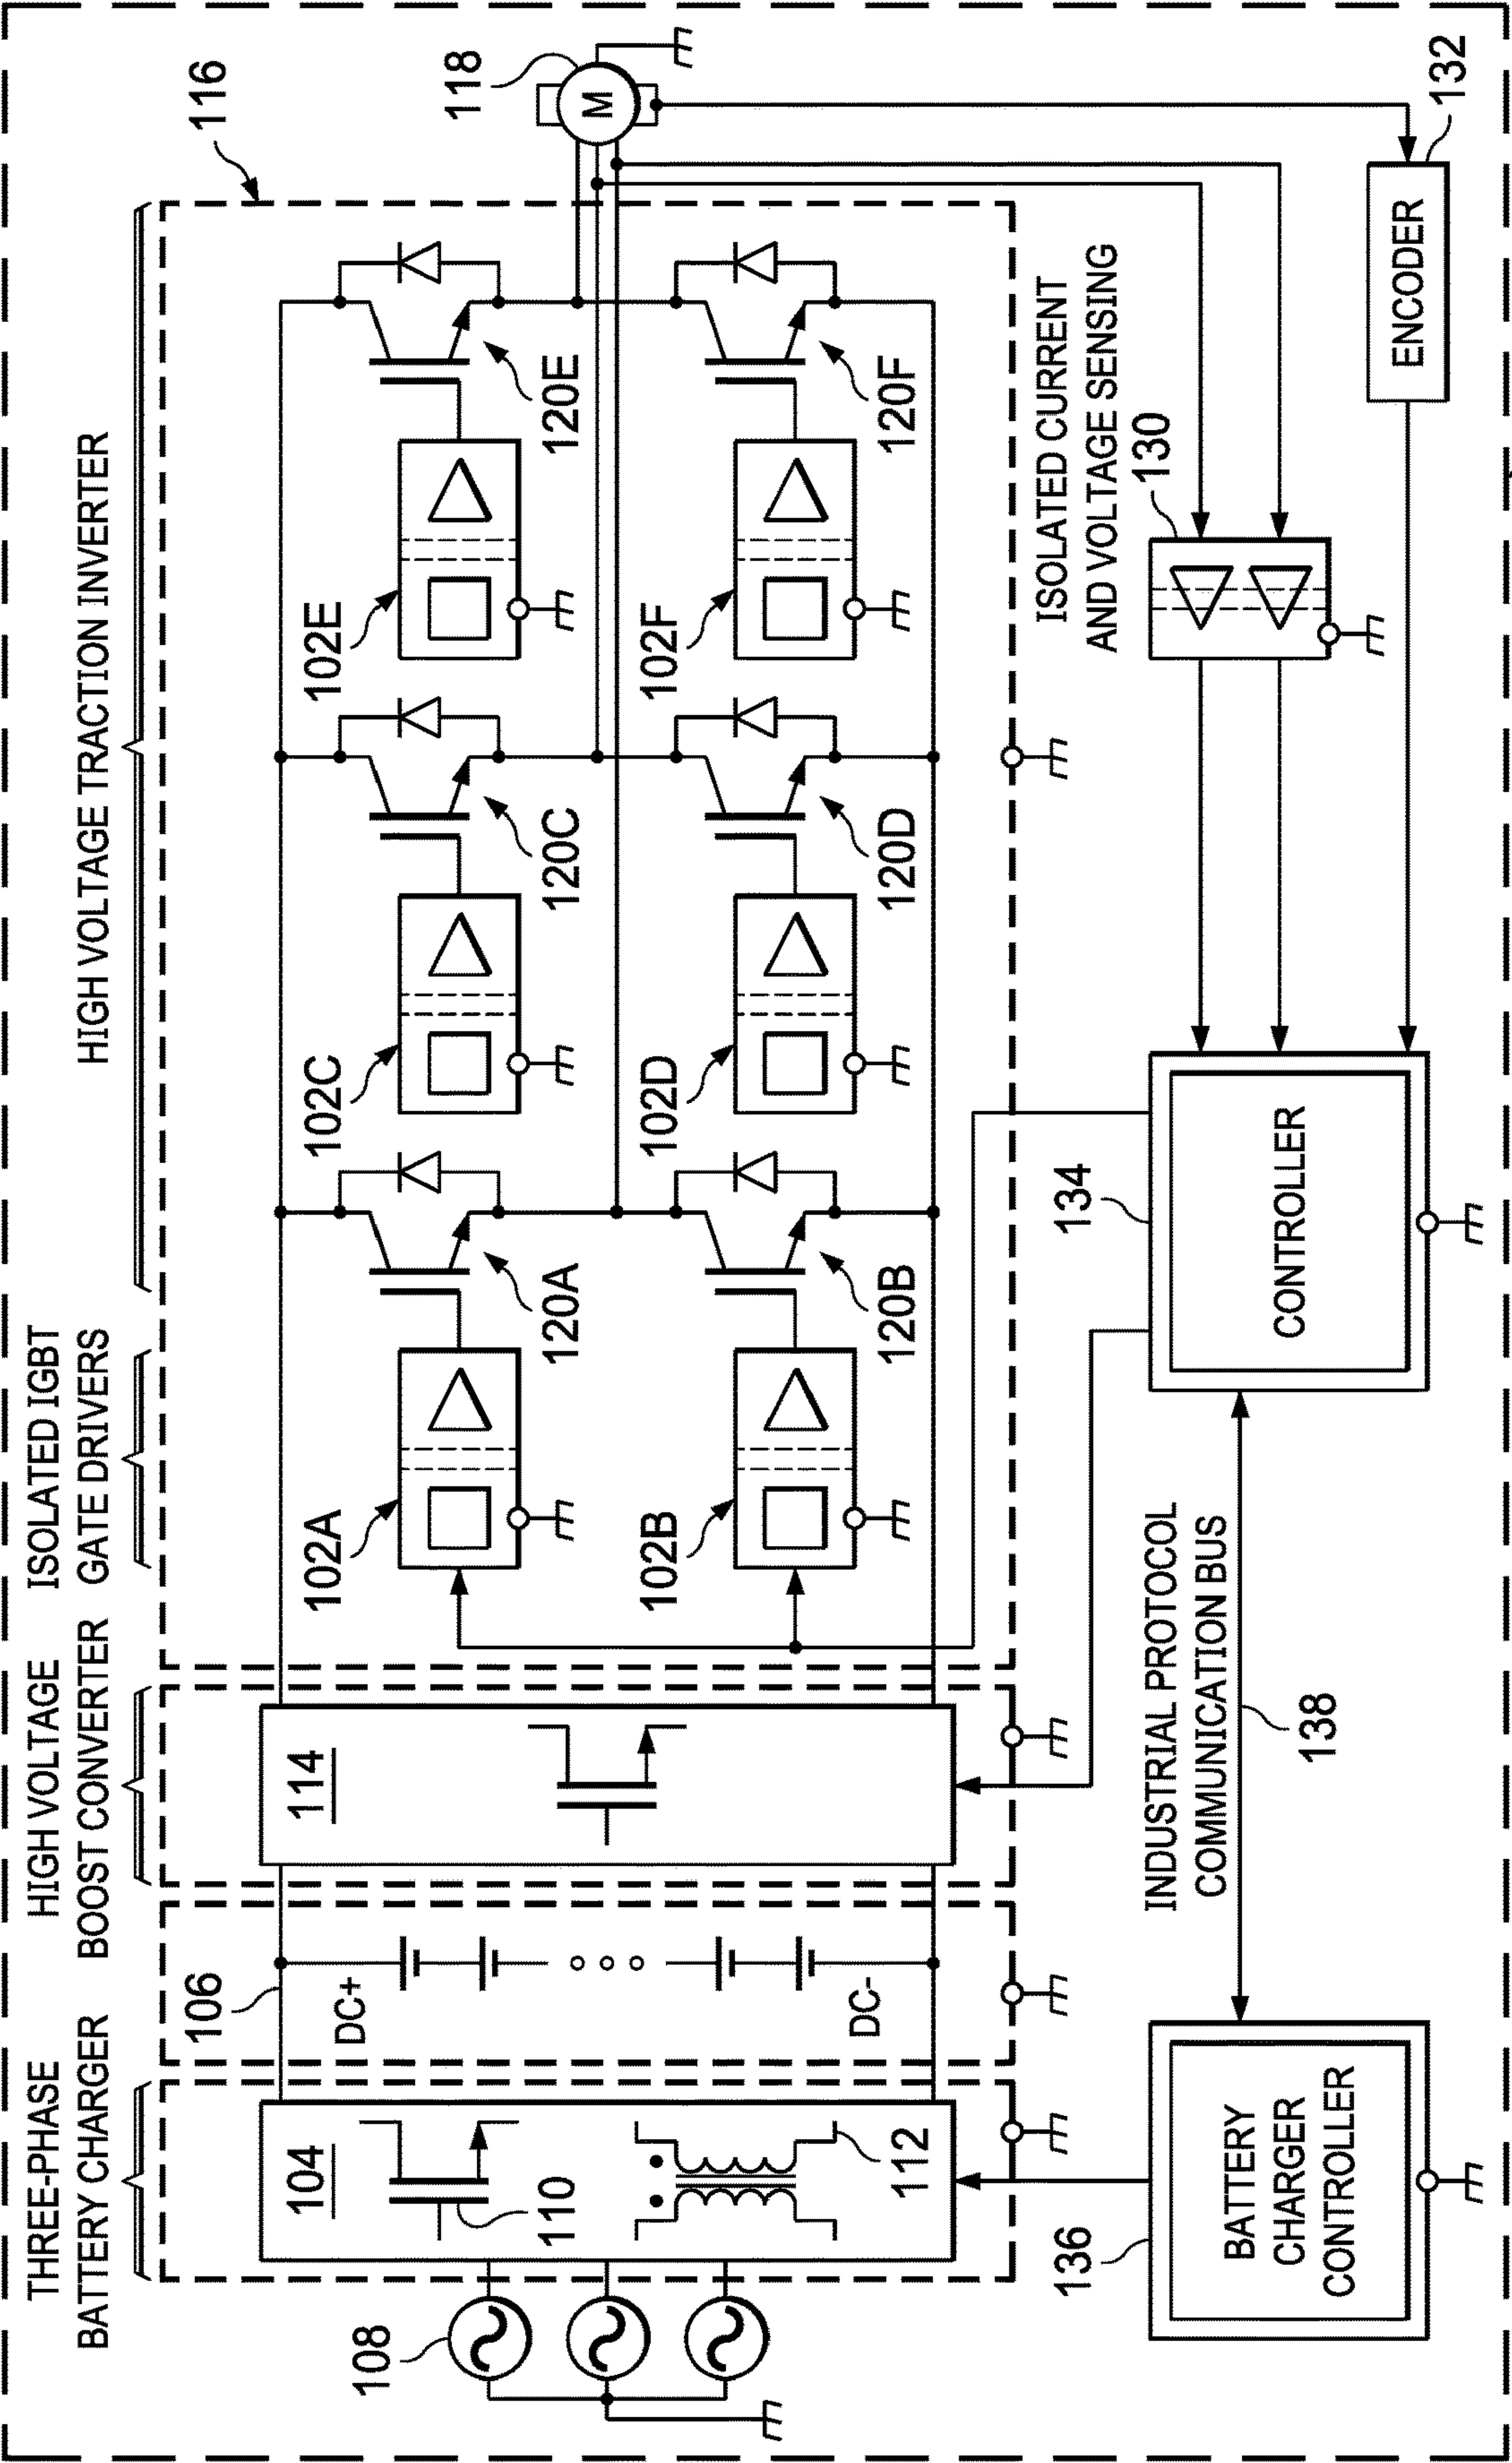 THREE-PHASE
BATTERY CHARGER
HIGH VOLTAGE
BOOST CONVERTER
ISOLATED IGBT
GATE DRIVERS
HIGH VOLTAGE TRACTION INVERTER
116
106
108
104
110
112
DC+
DC-
114
102A
120A
102C
120C
102E
120E
118
M
102B
120B
102D
120D
102F
120F
ISOLATED CURRENT
AND VOLTAGE SENSING
130
132
ENCODER
134
CONTROLLER
INDUSTRIAL PROTOCOL
COMMUNICATION BUS
138
136
BATTERY
CHARGER
CONTROLLER